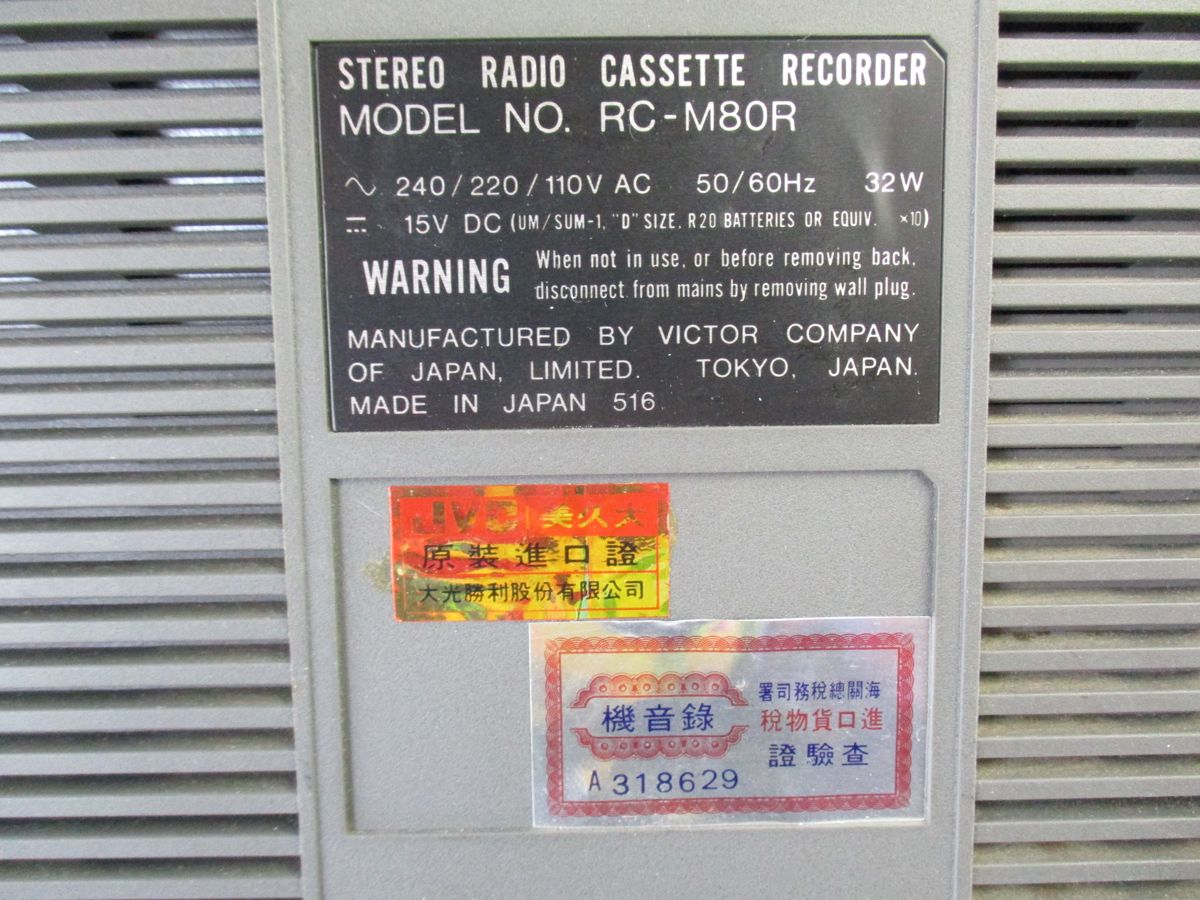 STEREO RADIO CASSETTE RECORDER
MODEL NO. RC-M80R
∿ 240/220/110V AC 50/60Hz 32W
⎓ 15V DC (UM/SUM-1, "D" SIZE, R20 BATTERIES OR EQUIV. ×10)
WARNING
When not in use, or before removing back,
disconnect from mains by removing wall plug.
MANUFACTURED BY VICTOR COMPANY
OF JAPAN, LIMITED. TOKYO, JAPAN.
MADE IN JAPAN 516
JVC 美久大
原裝進口證
大光勝利股份有限公司
署司務稅總關海
稅物貨口進
證驗查
機音錄
A 318629